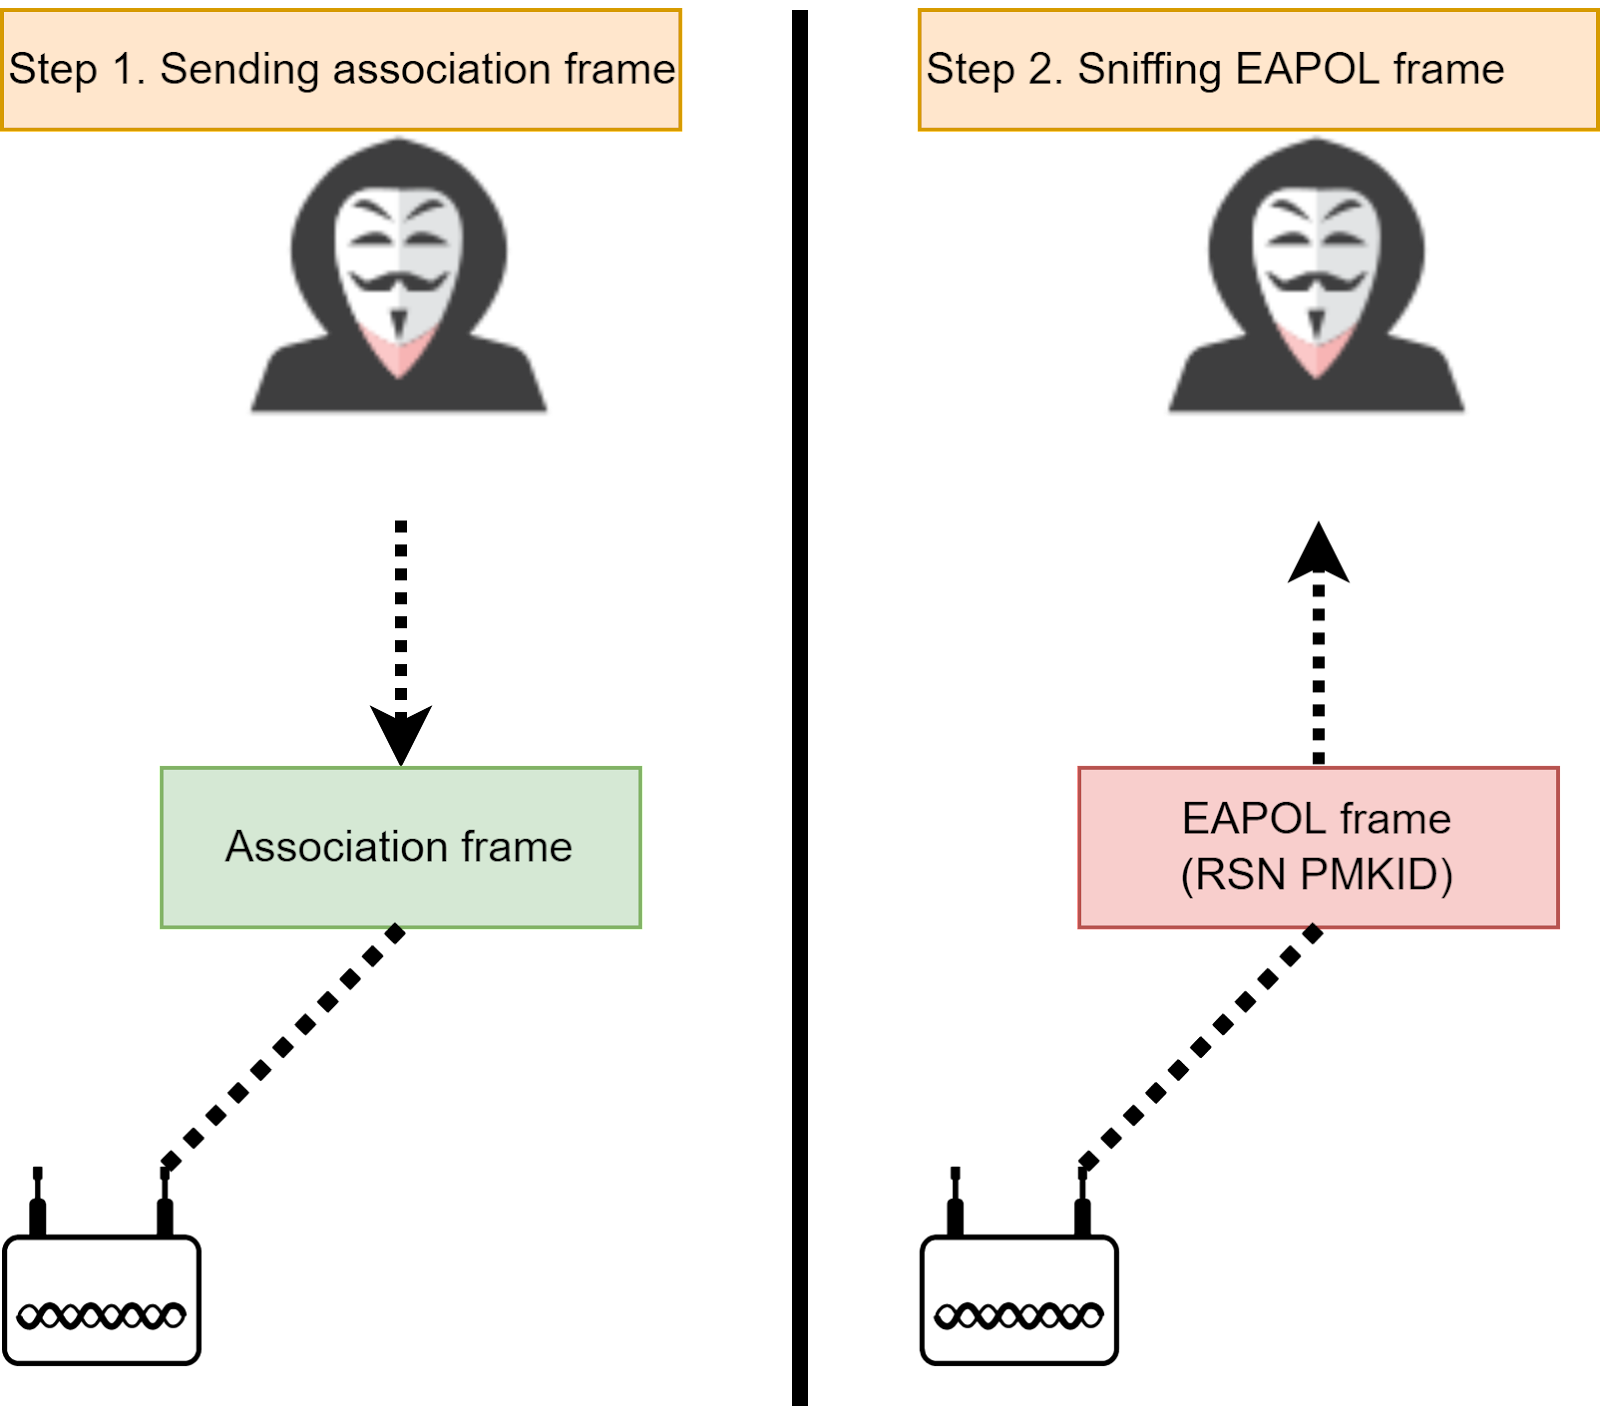 Step 1. Sending association frame
Step 2. Sniffing EAPOL frame
Association frame
EAPOL frame
(RSN PMKID)